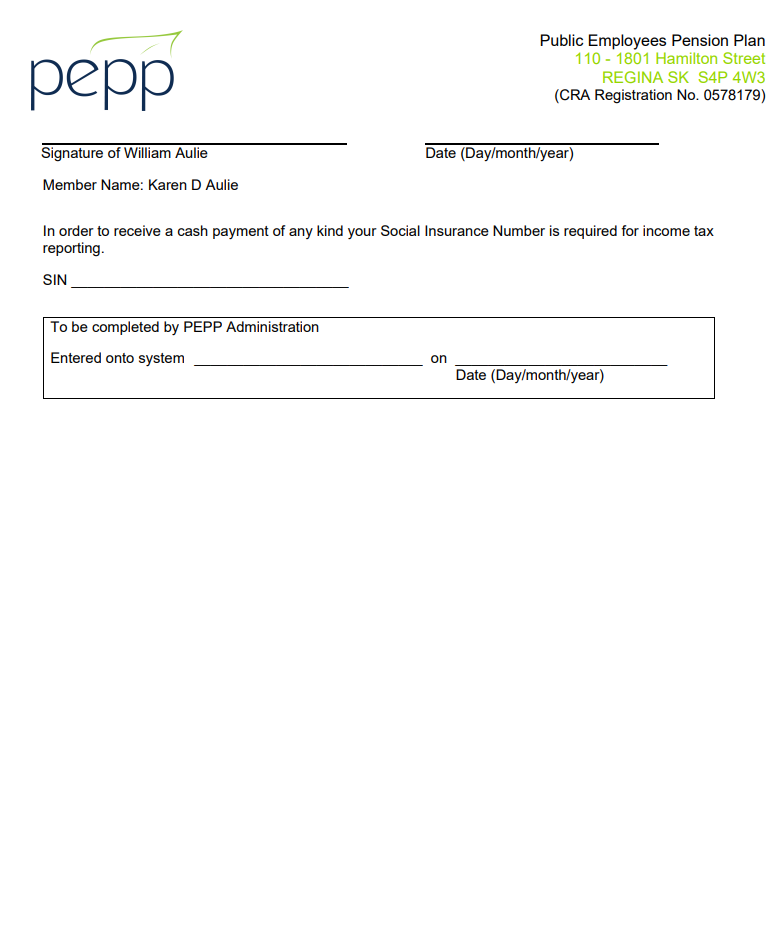 pepp
Public Employees Pension Plan
110 - 1801 Hamilton Street
REGINA SK  S4P 4W3
(CRA Registration No. 0578179)
Signature of William Aulie
Date (Day/month/year)
Member Name: Karen D Aulie
In order to receive a cash payment of any kind your Social Insurance Number is required for income tax
reporting.
SIN __________________________________
To be completed by PEPP Administration
Entered onto system ____________________________ on __________________________
Date (Day/month/year)